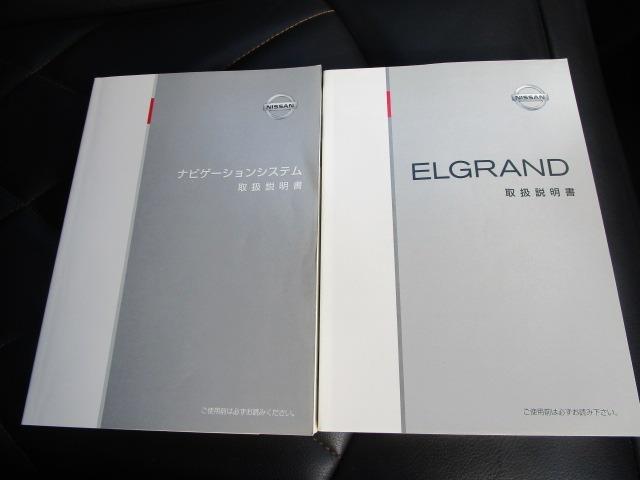 NISSAN
ナビゲーションシステム
取扱説明書
ご使用前は必ずお読みください。
NISSAN
ELGRAND
取扱説明書
ご使用前は必ずお読み下さい。